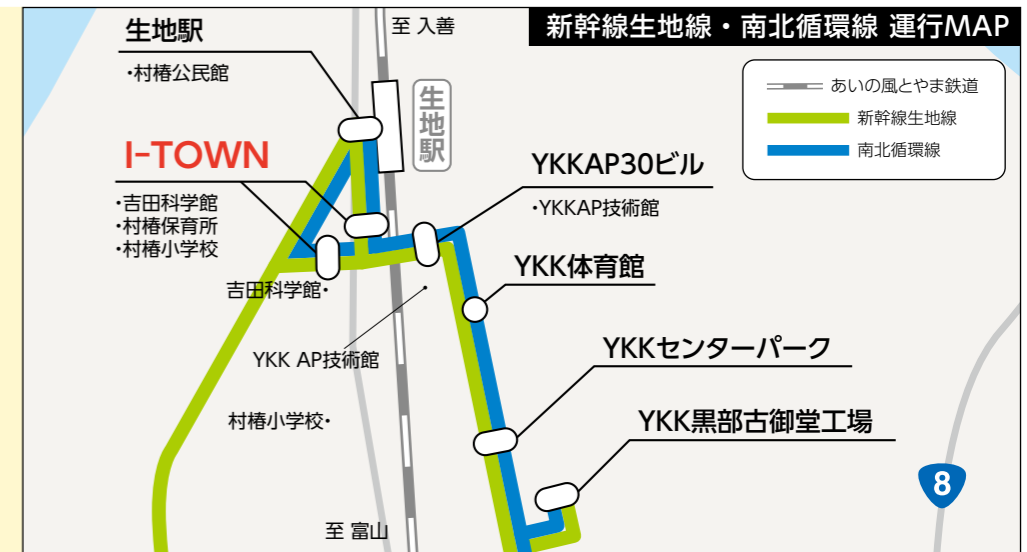 新幹線生地線・南北循環線 運行MAP
生地駅
・村椿公民館
至 入善
あいの風とやま鉄道
新幹線生地線
南北循環線
生地駅
I-TOWN
・吉田科学館
・村椿保育所
・村椿小学校
YKKAP30ビル
・YKKAP技術館
YKK体育館
吉田科学館・
YKK AP技術館
YKKセンターパーク
村椿小学校・
YKK黒部古御堂工場
8
至 富山